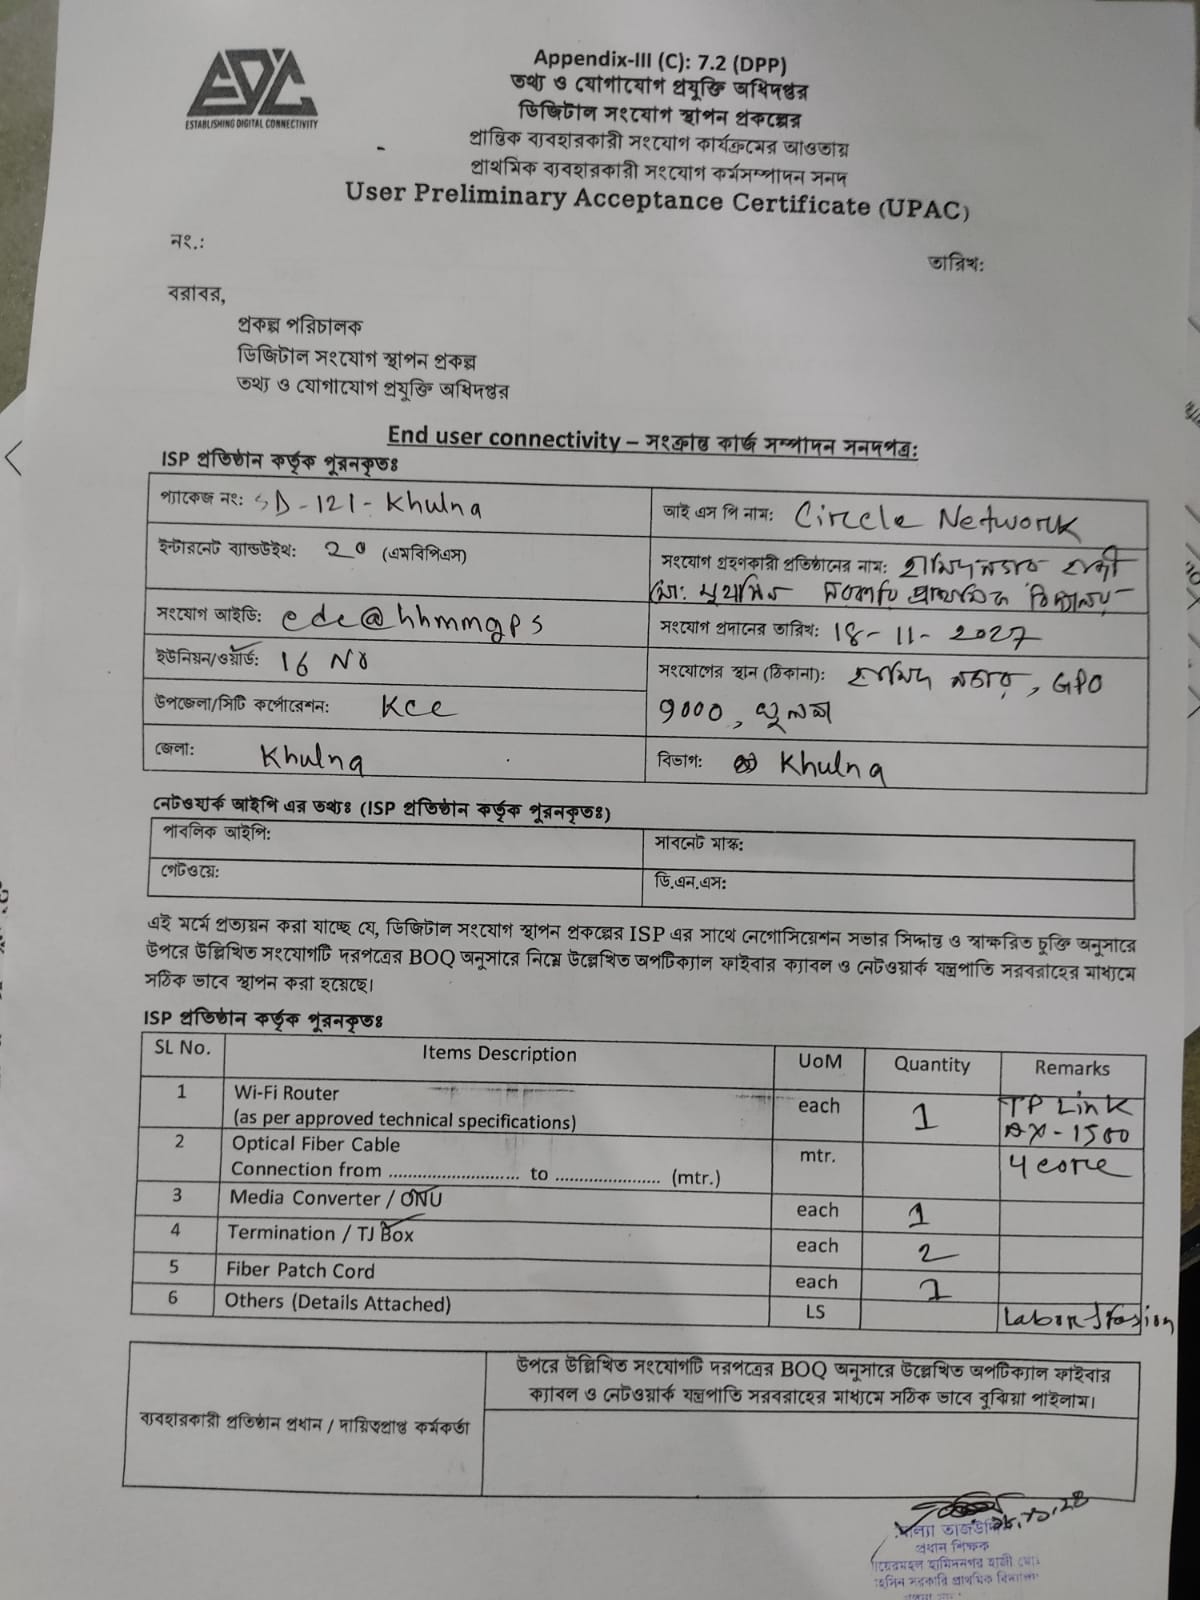 EDC
ESTABLISHING DIGITAL CONNECTIVITY
Appendix-III (C): 7.2 (DPP)
তথ্য ও যোগাযোগ প্রযুক্তি অধিদপ্তর
ডিজিটাল সংযোগ স্থাপন প্রকল্পের
প্রান্তিক ব্যবহারকারী সংযোগ কার্যক্রমের আওতায়
প্রাথমিক ব্যবহারকারী সংযোগ কর্মসম্পাদন সনদ
User Preliminary Acceptance Certificate (UPAC)
নং.:
তারিখ:
বরাবর,
প্রকল্প পরিচালক
ডিজিটাল সংযোগ স্থাপন প্রকল্প
তথ্য ও যোগাযোগ প্রযুক্তি অধিদপ্তর
End user connectivity – সংক্রান্ত কার্জ সম্পাদন সনদপত্র:
ISP প্রতিষ্ঠান কর্তৃক পূরনকৃতঃ
প্যাকেজ নং: SD-121-Khulna
আই এস পি নাম: Circle Network
ইন্টারনেট ব্যান্ডউইথ: 20 (এমবিপিএস)
সংযোগ গ্রহণকারী প্রতিষ্ঠানের নাম: হামিদনগর হাজী
মো: মুহাসিন সরকারি প্রাথমিক বিদ্যালয়
সংযোগ আইডি: edc@hhmmgps
সংযোগ প্রদানের তারিখ: 18-11-2027
ইউনিয়ন/ওয়ার্ড: 16 No
সংযোগের স্থান (ঠিকানা): হামিদ নগর, GPO
9000, খুলনা
উপজেলা/সিটি কর্পোরেশন: KCC
জেলা: Khulna
বিভাগ: Khulna
নেটওয়ার্ক আইপি এর তথ্যঃ (ISP প্রতিষ্ঠান কর্তৃক পূরনকৃতঃ)
পাবলিক আইপি:
সাবনেট মাস্ক:
গেটওয়ে:
ডি.এন.এস:
এই মর্মে প্রত্যয়ন করা যাচ্ছে যে, ডিজিটাল সংযোগ স্থাপন প্রকল্পের ISP এর সাথে নেগোসিয়েশন সভার সিদ্ধান্ত ও স্বাক্ষরিত চুক্তি অনুসারে
উপরে উল্লিখিত সংযোগটি দরপত্রের BOQ অনুসারে নিম্নে উল্লেখিত অপটিক্যাল ফাইবার ক্যাবল ও নেটওয়ার্ক যন্ত্রপাতি সরবরাহের মাধ্যমে
সঠিক ভাবে স্থাপন করা হয়েছে।
ISP প্রতিষ্ঠান কর্তৃক পূরনকৃতঃ
SL No. Items Description UoM Quantity Remarks
1 Wi-Fi Router each 1 TP Link
(as per approved technical specifications) AX-1500
2 Optical Fiber Cable mtr. 4 core
Connection from ........................... to ...................... (mtr.)
3 Media Converter / ONU each 1
4 Termination / TJ Box each 2
5 Fiber Patch Cord each 1
6 Others (Details Attached) LS Labor
উপরে উল্লিখিত সংযোগটি দরপত্রের BOQ অনুসারে উল্লেখিত অপটিক্যাল ফাইবার
ক্যাবল ও নেটওয়ার্ক যন্ত্রপাতি সরবরাহের মাধ্যমে সঠিক ভাবে বুঝিয়া পাইলাম।
ব্যবহারকারী প্রতিষ্ঠান প্রধান / দায়িত্বপ্রাপ্ত কর্মকর্তা
প্রধান শিক্ষক
হামিদনগর হাজী মোঃ
সরকারি প্রাথমিক বিদ্যালয়